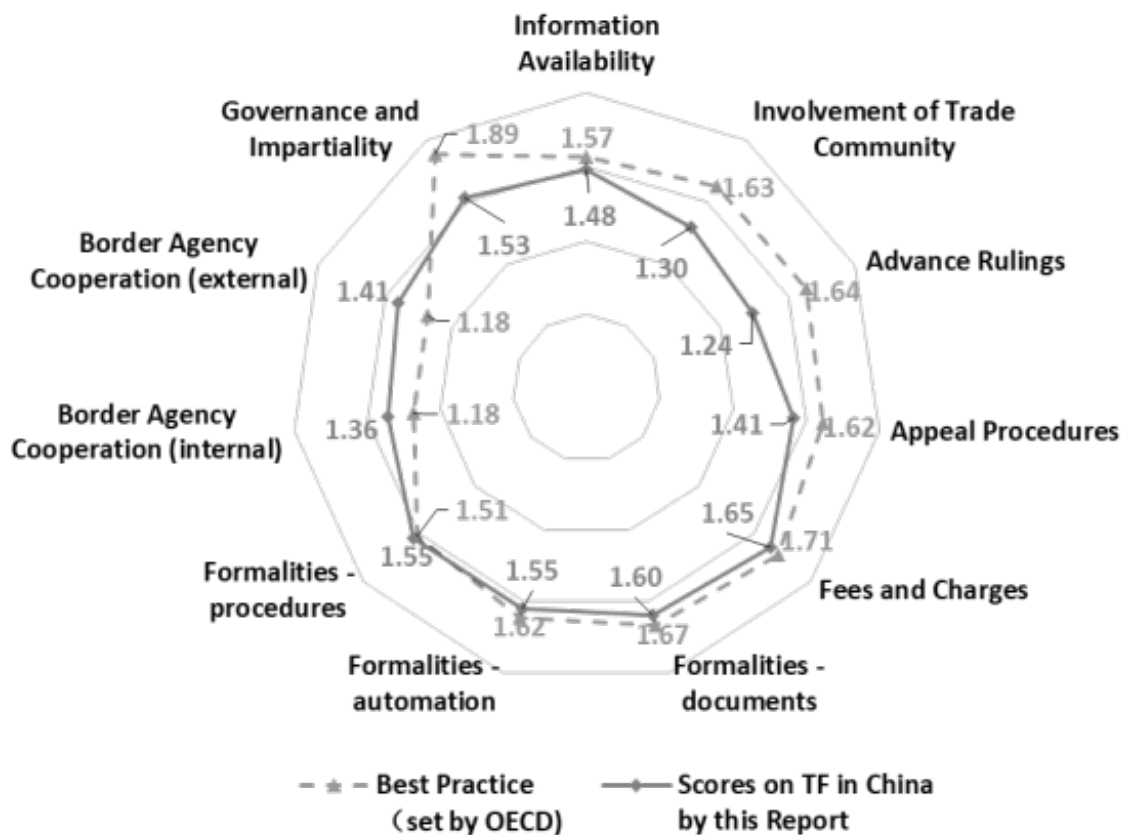 Information
Availability
Governance and
Impartiality
Involvement of Trade
Community
1.89
1.57
1.63
1.48
1.53
1.30
Border Agency
Cooperation (external)
Advance Rulings
1.41
1.18
1.64
1.24
Border Agency
Cooperation (internal)
1.36
1.18
1.41
1.62
Appeal Procedures
1.51
1.65
1.55
1.71
Formalities -
procedures
1.55
1.60
Fees and Charges
1.62
1.67
Formalities -
automation
Formalities -
documents
Best Practice
（set by OECD)
Scores on TF in China
by this Report